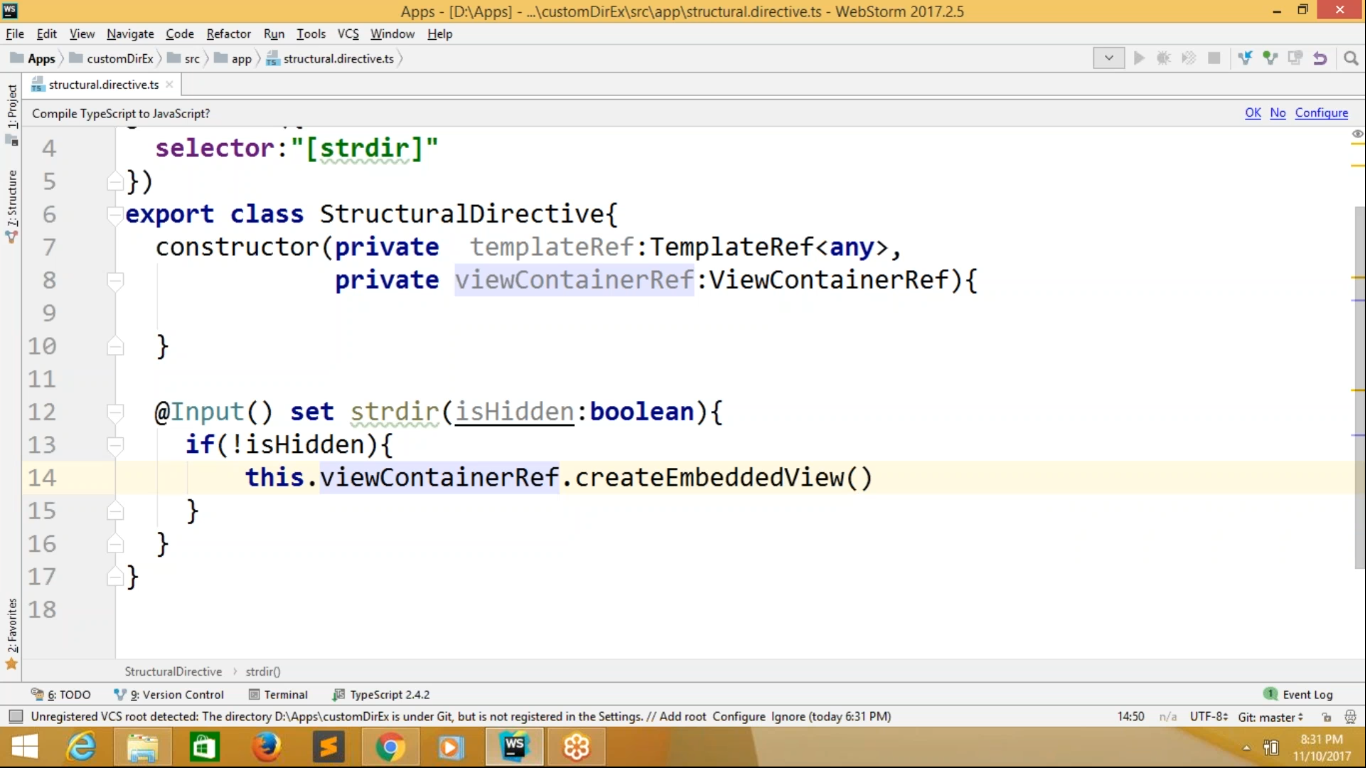 WS
Apps - [D:\Apps] - ...\customDirEx\src\app\structural.directive.ts - WebStorm 2017.2.5
File Edit View Navigate Code Refactor Run Tools VCS Window Help
Apps customDirEx src app structural.directive.ts
structural.directive.ts
Compile TypeScript to JavaScript? OK No Configure
1: Project
7: Structure
2: Favorites
4 selector:"[strdir]"
5 })
6 export class StructuralDirective{
7 constructor(private templateRef:TemplateRef<any>,
8 private viewContainerRef:ViewContainerRef){
9
10 }
11
12 @Input() set strdir(isHidden:boolean){
13 if(!isHidden){
14 this.viewContainerRef.createEmbeddedView()
15 }
16 }
17 }
18
StructuralDirective strdir()
6: TODO 9: Version Control Terminal TypeScript 2.4.2 1 Event Log
Unregistered VCS root detected: The directory D:\Apps\customDirEx is under Git, but is not registered in the Settings. // Add root Configure Ignore (today 6:31 PM) 14:50 n/a UTF-8 Git: master
WS
8:31 PM
11/10/2017